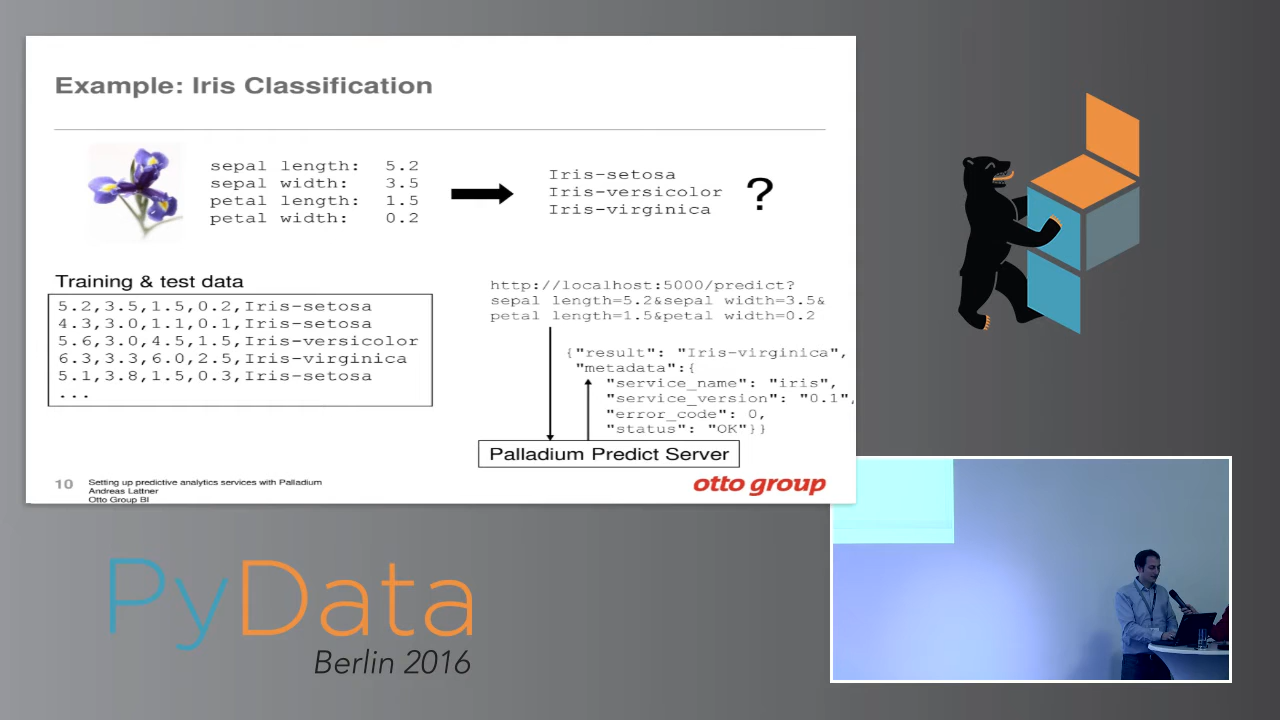 Example: Iris Classification
sepal length: 5.2
sepal width: 3.5
petal length: 1.5
petal width: 0.2
Iris-setosa
Iris-versicolor
Iris-virginica
?
Training & test data
5.2,3.5,1.5,0.2,Iris-setosa
4.3,3.0,1.1,0.1,Iris-setosa
5.6,3.0,4.5,1.5,Iris-versicolor
6.3,3.3,6.0,2.5,Iris-virginica
5.1,3.8,1.5,0.3,Iris-setosa
...
http://localhost:5000/predict?
sepal length=5.2&sepal width=3.5&
petal length=1.5&petal width=0.2
{"result": "Iris-virginica",
"metadata":{
"service_name": "iris",
"service_version": "0.1",
"error_code": 0,
"status": "OK"}}
Palladium Predict Server
10
Setting up predictive analytics services with Palladium
Andreas Lattner
Otto Group BI
otto group
PyData
Berlin 2016